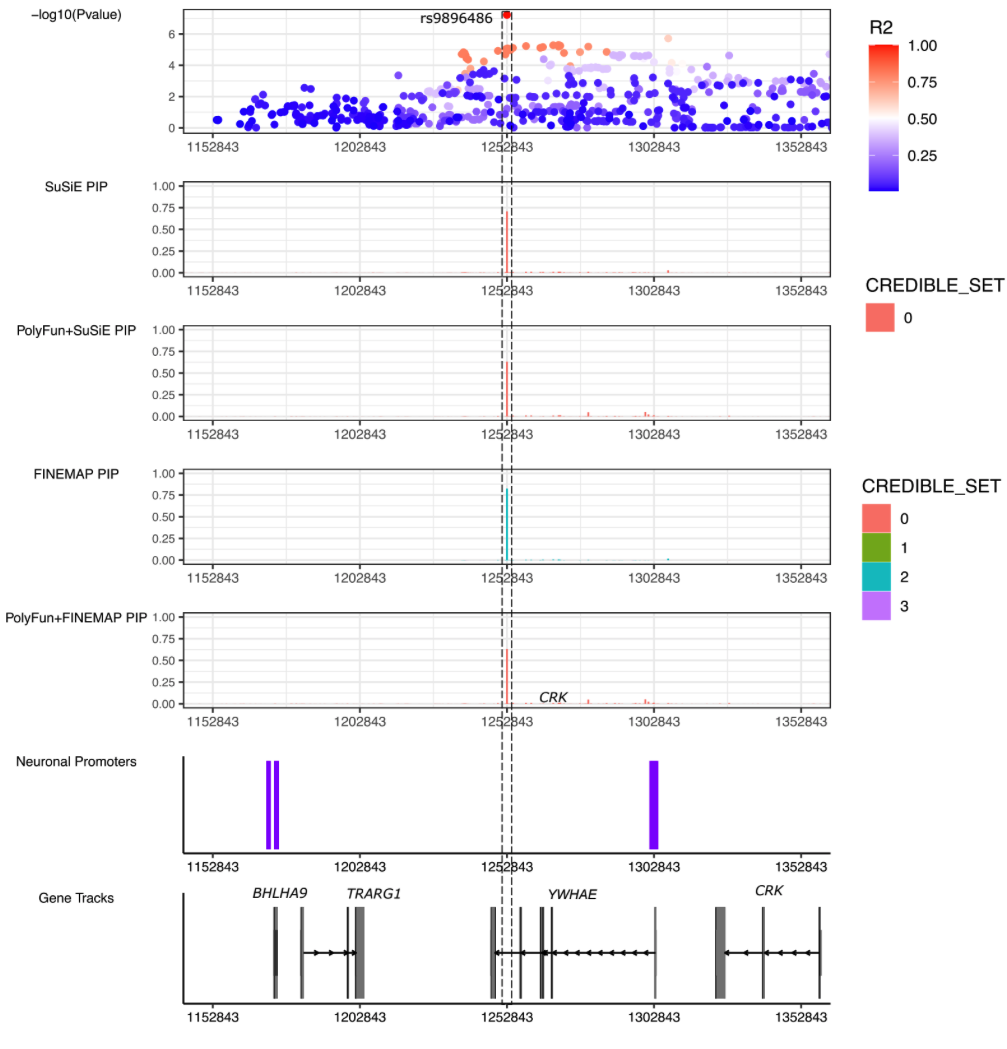 −log10(Pvalue)
rs9896486
6
4
2
0
1152843 1202843 1252843 1302843 1352843
R2
1.00
0.75
0.50
0.25
SuSiE PIP
1.00
0.75
0.50
0.25
0.00
1152843 1202843 1252843 1302843 1352843
CREDIBLE_SET
0
PolyFun+SuSiE PIP
1.00
0.75
0.50
0.25
0.00
1152843 1202843 1252843 1302843 1352843
FINEMAP PIP
1.00
0.75
0.50
0.25
0.00
1152843 1202843 1252843 1302843 1352843
CREDIBLE_SET
0
1
2
3
PolyFun+FINEMAP PIP
1.00
0.75
0.50
0.25
0.00
CRK
1152843 1202843 1252843 1302843 1352843
Neuronal Promoters
1152843 1202843 1252843 1302843 1352843
Gene Tracks
BHLHA9 TRARG1 YWHAE CRK
1152843 1202843 1252843 1302843 1352843